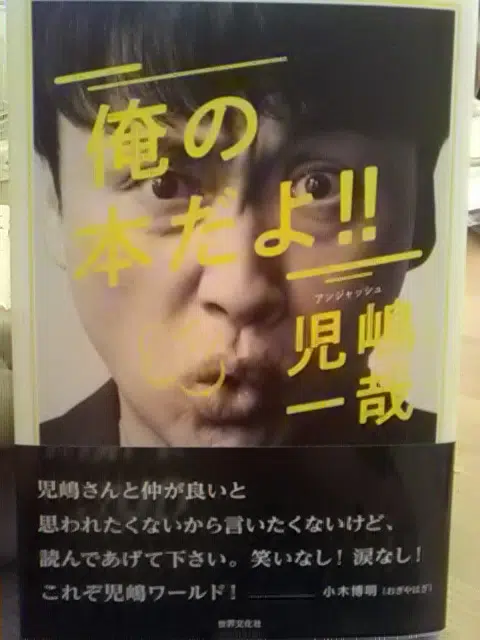 俺の
本だよ!!
アンジャッシュ
児嶋
一哉
児嶋さんと仲が良いと
思われたくないから言いたくないけど、
読んであげて下さい。笑いなし!涙なし!
これぞ児嶋ワールド! ――― 小木博明(おぎやはぎ)
世界文化社